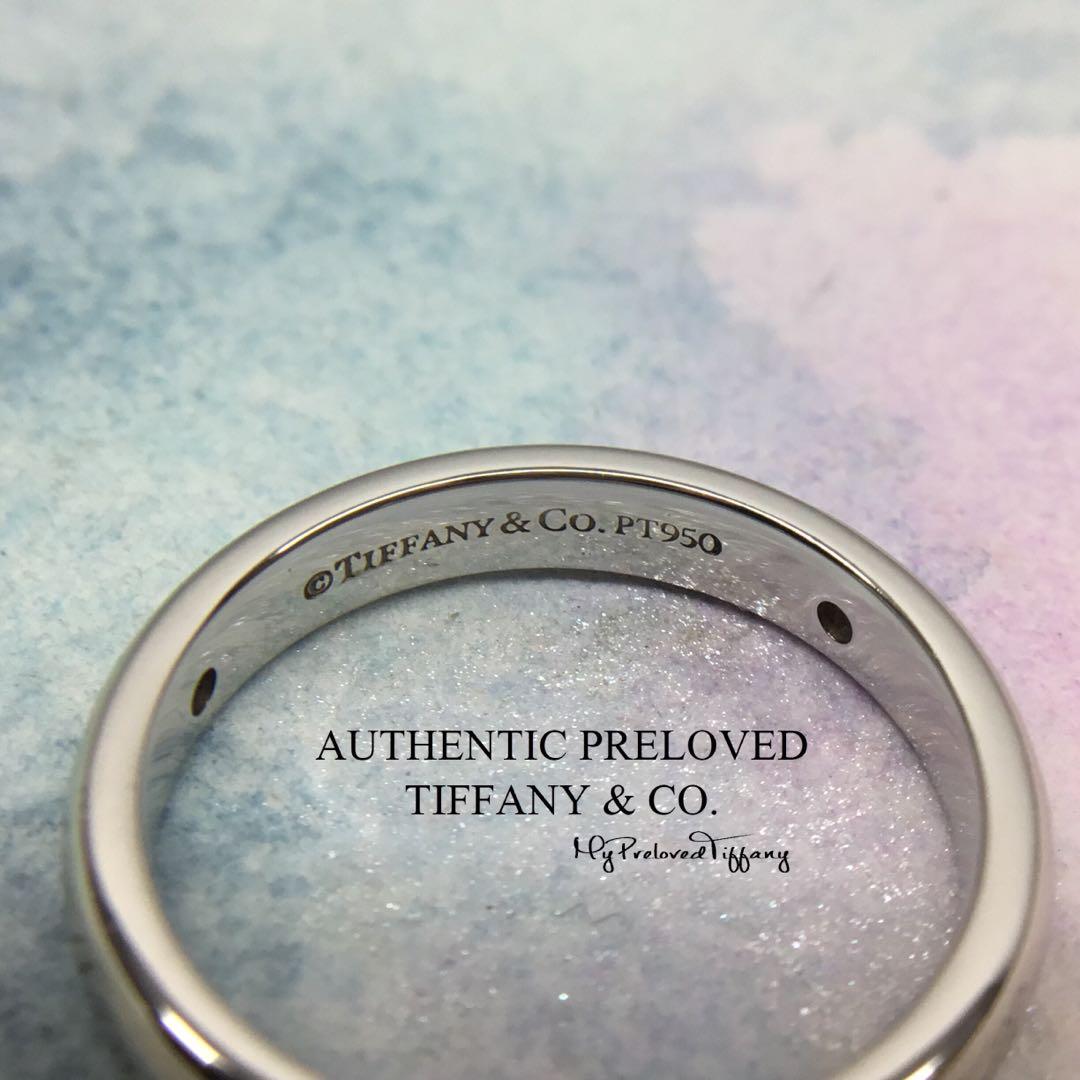 ©TIFFANY & CO. PT950
AUTHENTIC PRELOVED
TIFFANY & CO.
MyPrelovedTiffany